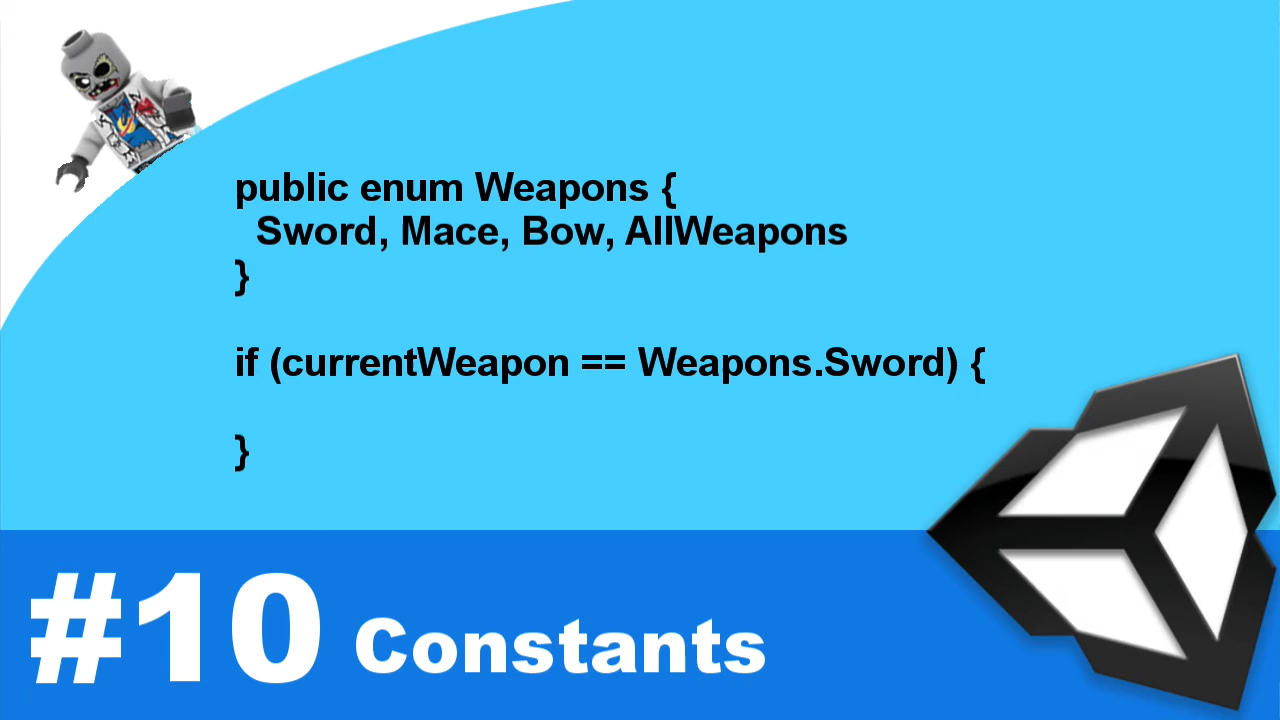 public enum Weapons {
Sword, Mace, Bow, AllWeapons
}
if (currentWeapon == Weapons.Sword) {
}
#10 Constants